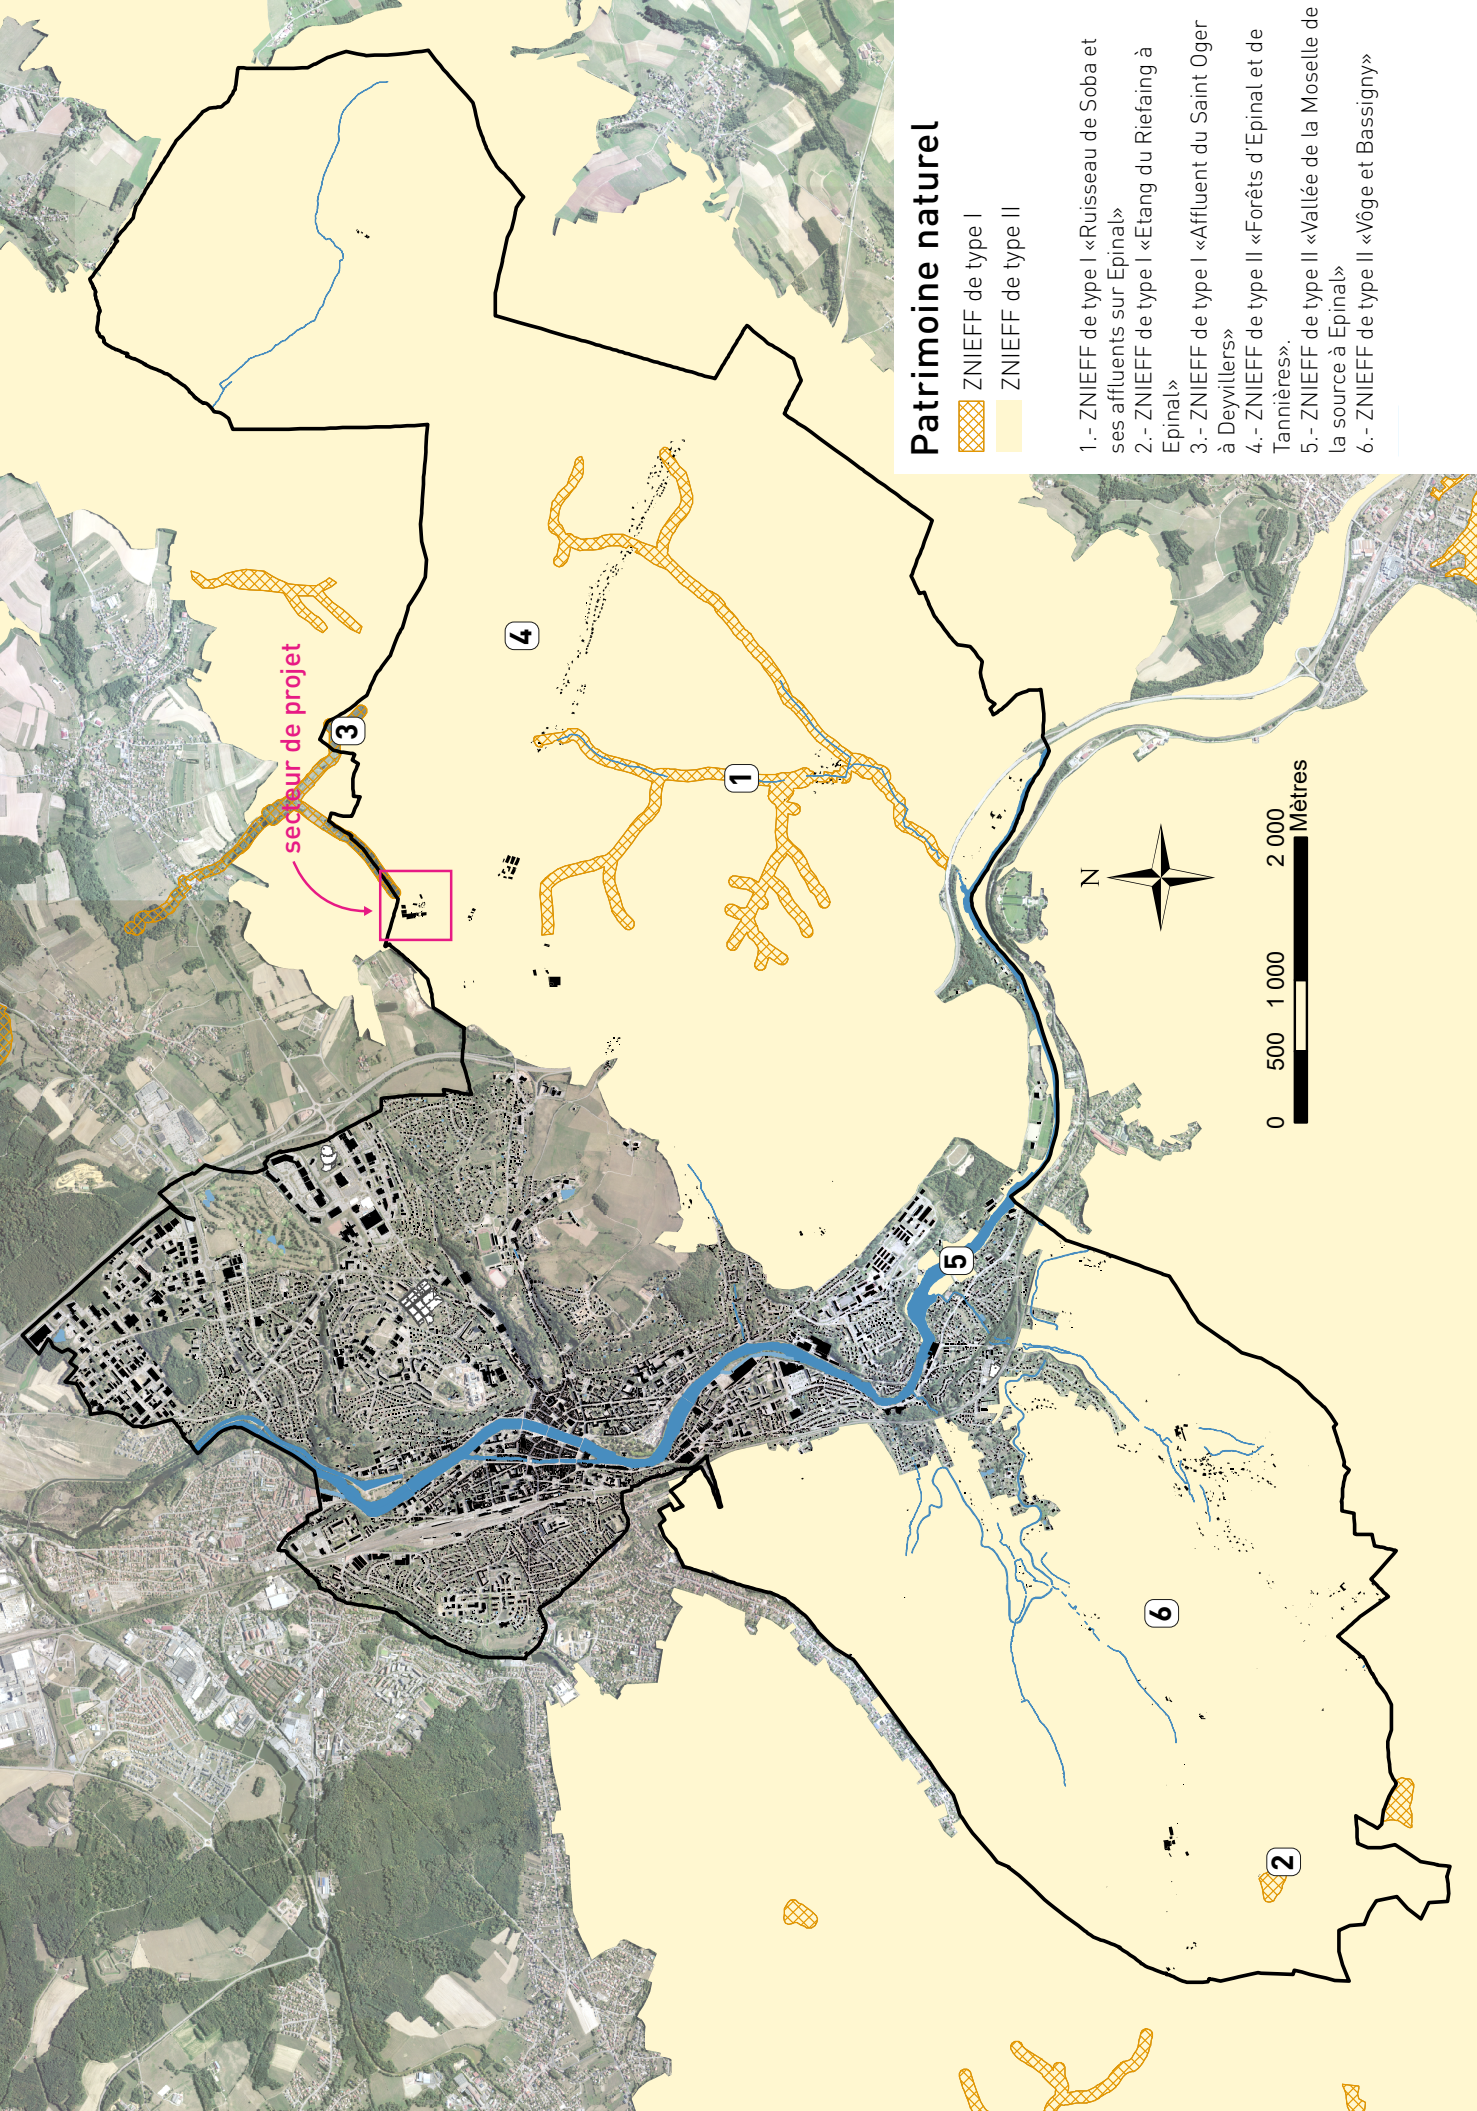 Patrimoine naturel
ZNIEFF de type I
ZNIEFF de type II
1.- ZNIEFF de type I «Ruisseau de Soba et
ses affluents sur Epinal»
2.- ZNIEFF de type I «Etang du Riefaing à
Epinal»
3.- ZNIEFF de type I «Affluent du Saint Oger
à Deyvillers»
4.- ZNIEFF de type II «Forêts d'Epinal et de
Tannières».
5.- ZNIEFF de type II «Vallée de la Moselle de
la source à Epinal»
6.- ZNIEFF de type II «Vôge et Bassigny»
secteur de projet
3
4
1
5
6
2
N
0 500 1 000 2 000
Mètres